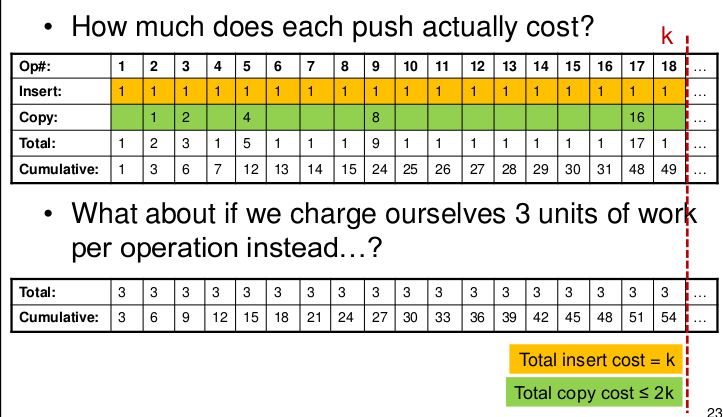 • How much does each push actually cost?
k
Op#: 1 2 3 4 5 6 7 8 9 10 11 12 13 14 15 16 17 18 ...
Insert: 1 1 1 1 1 1 1 1 1 1 1 1 1 1 1 1 1 1 ...
Copy: 1 2 4 8 16 ...
Total: 1 2 3 1 5 1 1 1 9 1 1 1 1 1 1 1 17 1 ...
Cumulative: 1 3 6 7 12 13 14 15 24 25 26 27 28 29 30 31 48 49 ...
• What about if we charge ourselves 3 units of work
per operation instead…?
Total: 3 3 3 3 3 3 3 3 3 3 3 3 3 3 3 3 3 3 ...
Cumulative: 3 6 9 12 15 18 21 24 27 30 33 36 39 42 45 48 51 54 ...
Total insert cost = k
Total copy cost ≤ 2k
23